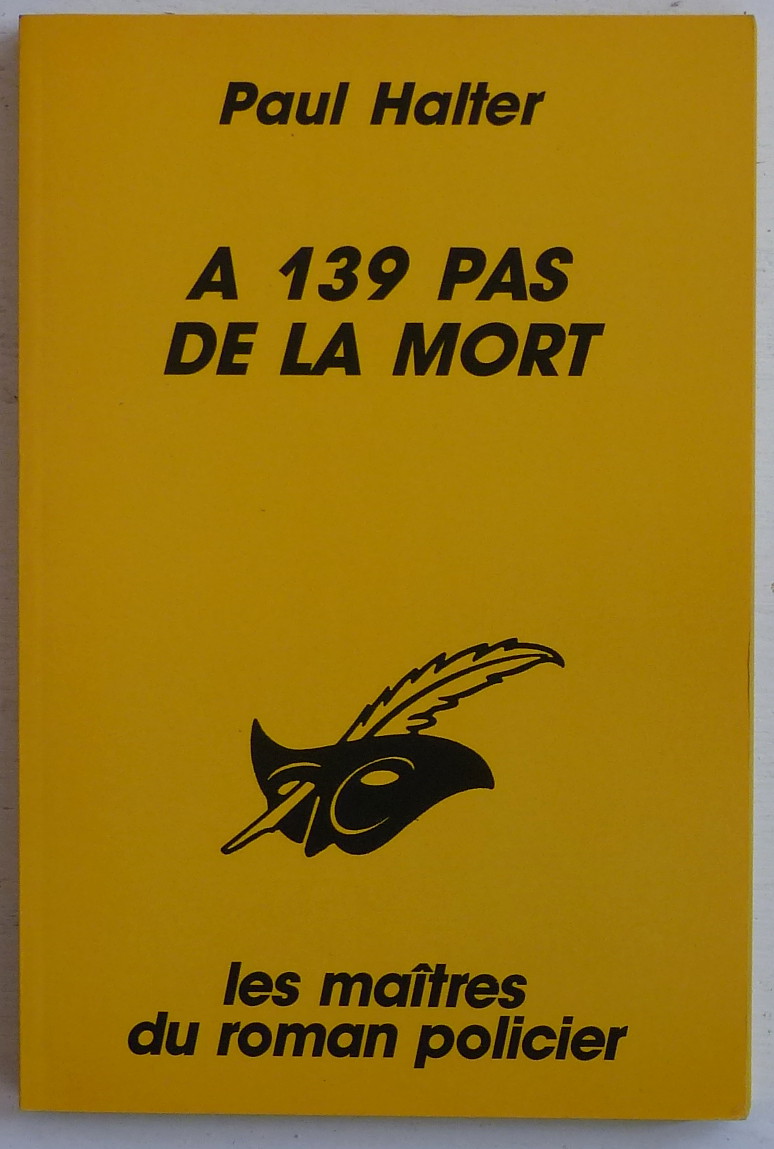 Paul Halter
A 139 PAS
DE LA MORT
les maîtres
du roman policier